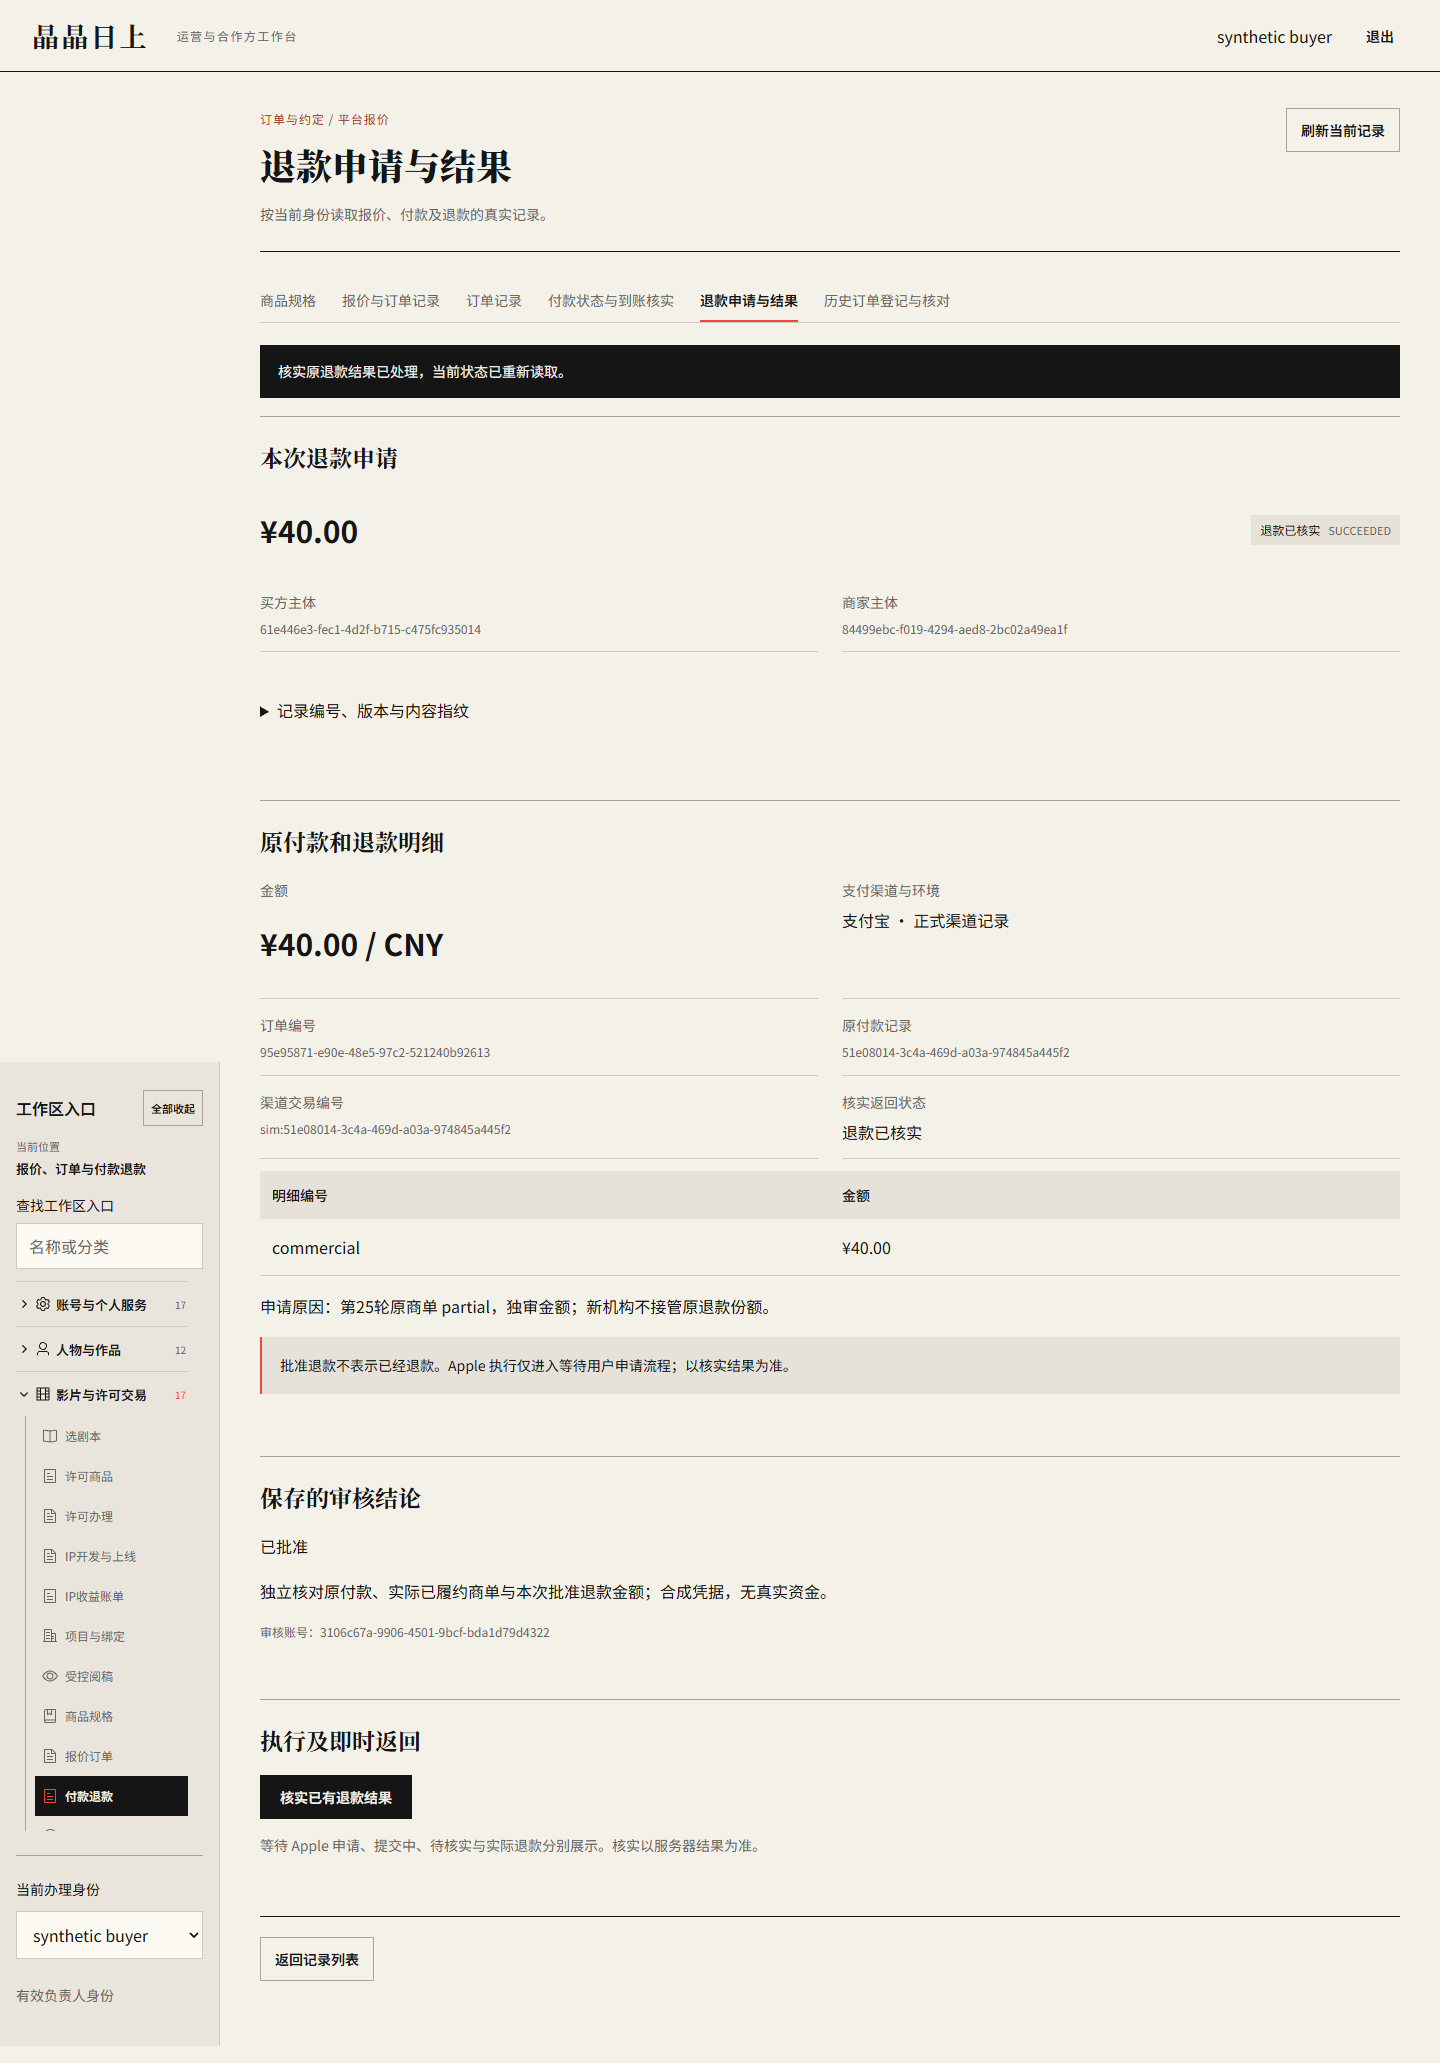 晶晶日上
运营与合作方工作台
synthetic buyer
退出
订单与约定 / 平台报价
退款申请与结果
按当前身份读取报价、付款及退款的真实记录。
刷新当前记录
商品规格
报价与订单记录
订单记录
付款状态与到账核实
退款申请与结果
历史订单登记与核对
核实原退款结果已处理，当前状态已重新读取。
本次退款申请
¥40.00
退款已核实 SUCCEEDED
买方主体
61e446e3-fec1-4d2f-b715-c475fc935014
商家主体
84499ebc-f019-4294-aed8-2bc02a49ea1f
记录编号、版本与内容指纹
原付款和退款明细
金额
¥40.00 / CNY
支付渠道与环境
支付宝 · 正式渠道记录
订单编号
95e95871-e90e-48e5-97c2-521240b92613
原付款记录
51e08014-3c4a-469d-a03a-974845a445f2
渠道交易编号
sim:51e08014-3c4a-469d-a03a-974845a445f2
核实返回状态
退款已核实
明细编号
金额
commercial
¥40.00
申请原因：第25轮原商单 partial，独审金额；新机构不接管原退款份额。
批准退款不表示已经退款。Apple 执行仅进入等待用户申请流程；以核实结果为准。
保存的审核结论
已批准
独立核对原付款、实际已履约商单与本次批准退款金额；合成凭据，无真实资金。
审核账号：3106c67a-9906-4501-9bcf-bda1d79d4322
执行及即时返回
核实已有退款结果
等待 Apple 申请、提交中、待核实与实际退款分别展示。核实以服务器结果为准。
返回记录列表
工作区入口
全部收起
当前位置
报价、订单与付款退款
查找工作区入口
名称或分类
账号与个人服务 17
人物与作品 12
影片与许可交易 17
选剧本
许可商品
许可办理
IP开发与上线
IP收益账单
项目与绑定
受控阅稿
商品规格
报价订单
付款退款
当前办理身份
synthetic buyer
有效负责人身份